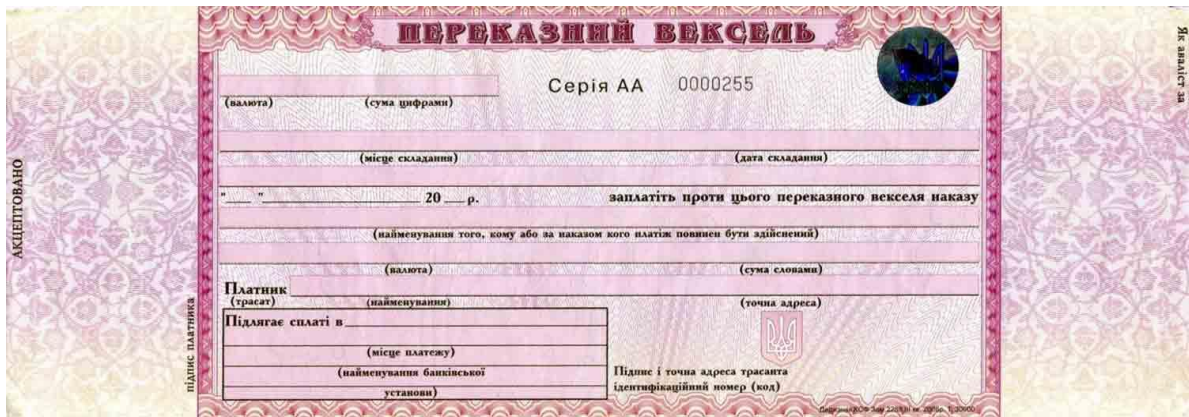 ПЕРЕКАЗНИЙ ВЕКСЕЛЬ
Серія АА 0000255
(валюта) (сума цифрами)
(місце складання) (дата складання)
"___ "____________________ 20 ___ р. заплатіть проти цього переказного векселя наказу
(найменування того, кому або за наказом кого платіж повинен бути здійснений)
(валюта) (сума словами)
Платник
(трасат) (найменування) (точна адреса)
Підлягає сплаті в
(місце платежу)
(найменування банківської
установи)
Підпис і точна адреса трасанта
ідентифікаційний номер (код)
АКЦЕПТОВАНО
підпис платника
Як аваліст за